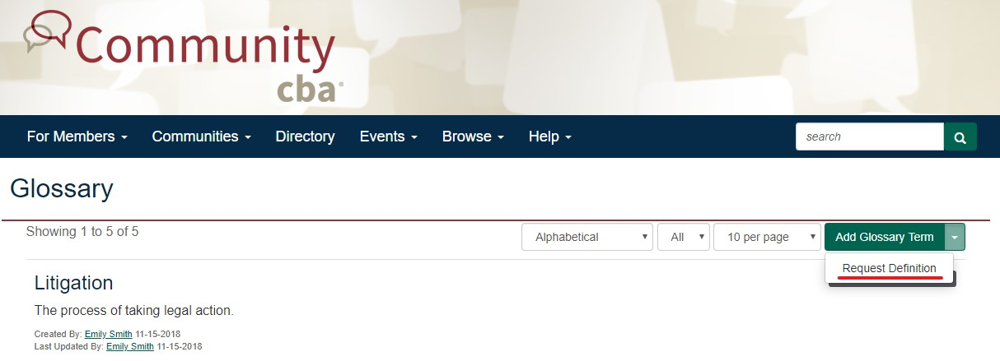 Community
cba
For Members Communities Directory Events Browse Help search
Glossary
Showing 1 to 5 of 5 Alphabetical All 10 per page Add Glossary Term
Request Definition
Litigation
The process of taking legal action.
Created By: Emily Smith 11-15-2018
Last Updated By: Emily Smith 11-15-2018